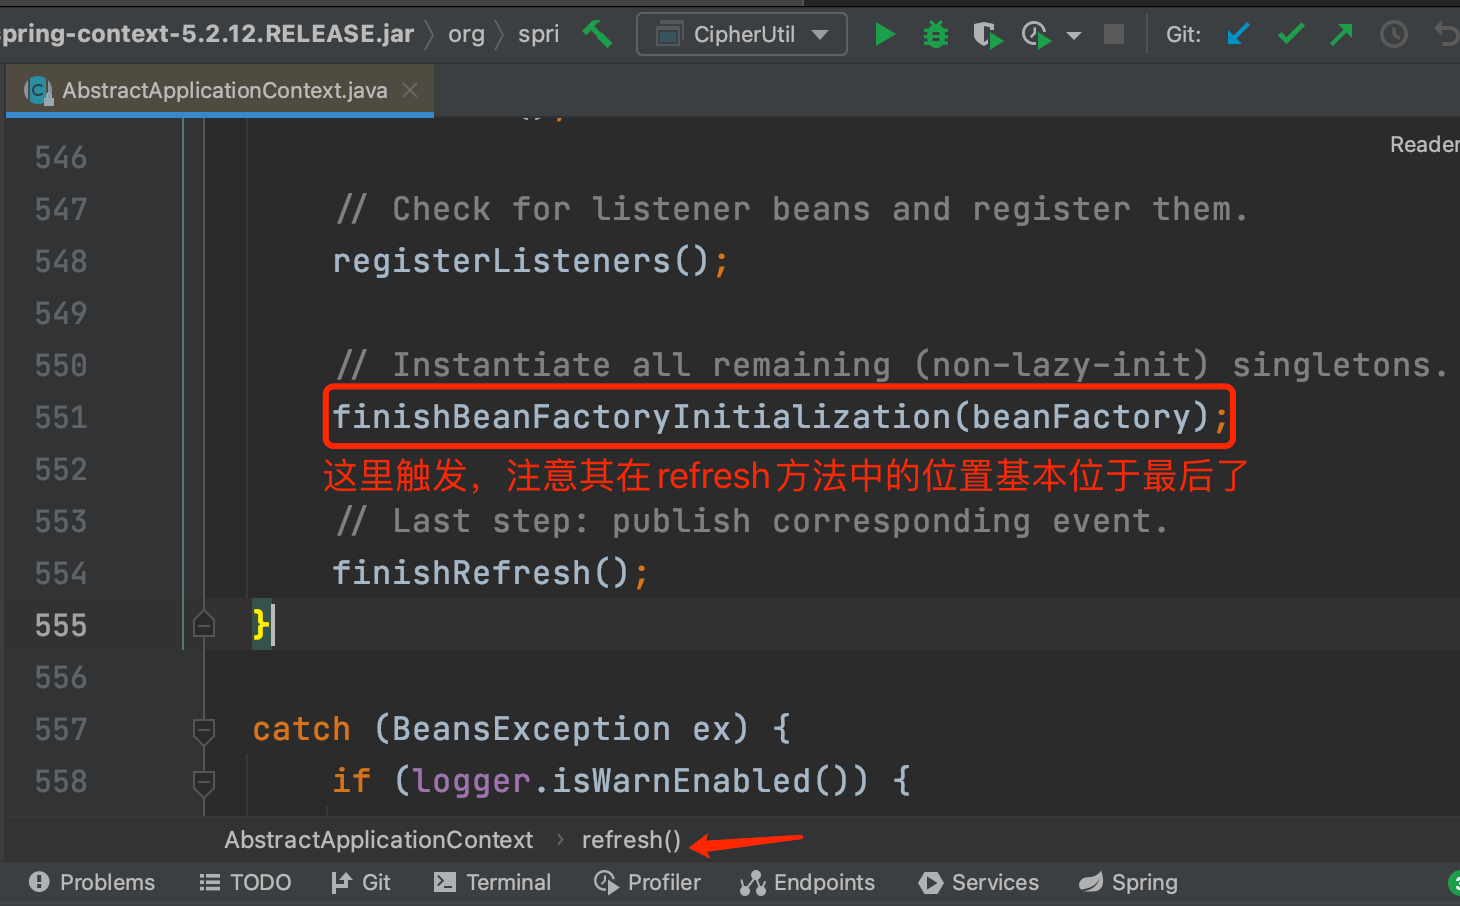 spring-context-5.2.12.RELEASE.jar org spri CipherUtil Git:
AbstractApplicationContext.java
546
Reader
547 // Check for listener beans and register them.
548 registerListeners();
549
550 // Instantiate all remaining (non-lazy-init) singletons.
551 finishBeanFactoryInitialization(beanFactory);
552 这里触发，注意其在refresh方法中的位置基本位于最后了
553 // Last step: publish corresponding event.
554 finishRefresh();
555 }
556
557 catch (BeansException ex) {
558 if (logger.isWarnEnabled()) {
AbstractApplicationContext › refresh()
Problems TODO Git Terminal Profiler Endpoints Services Spring